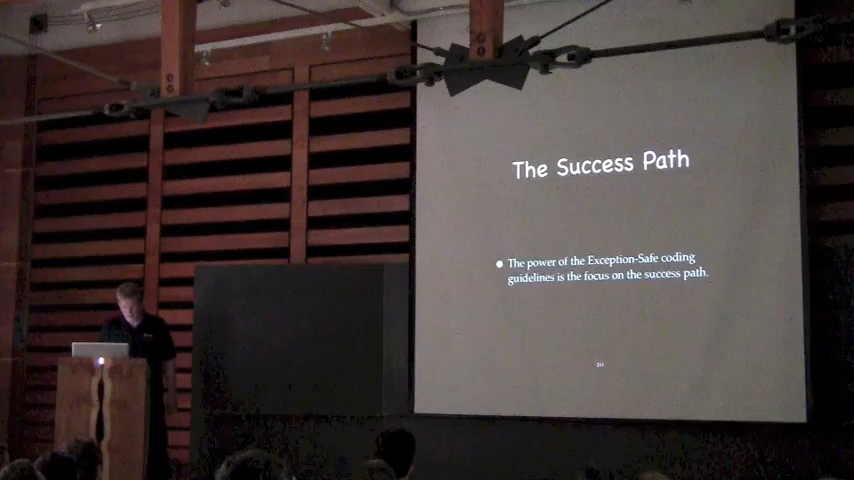 The Success Path
The power of the Exception-Safe coding
guidelines is the focus on the success path.